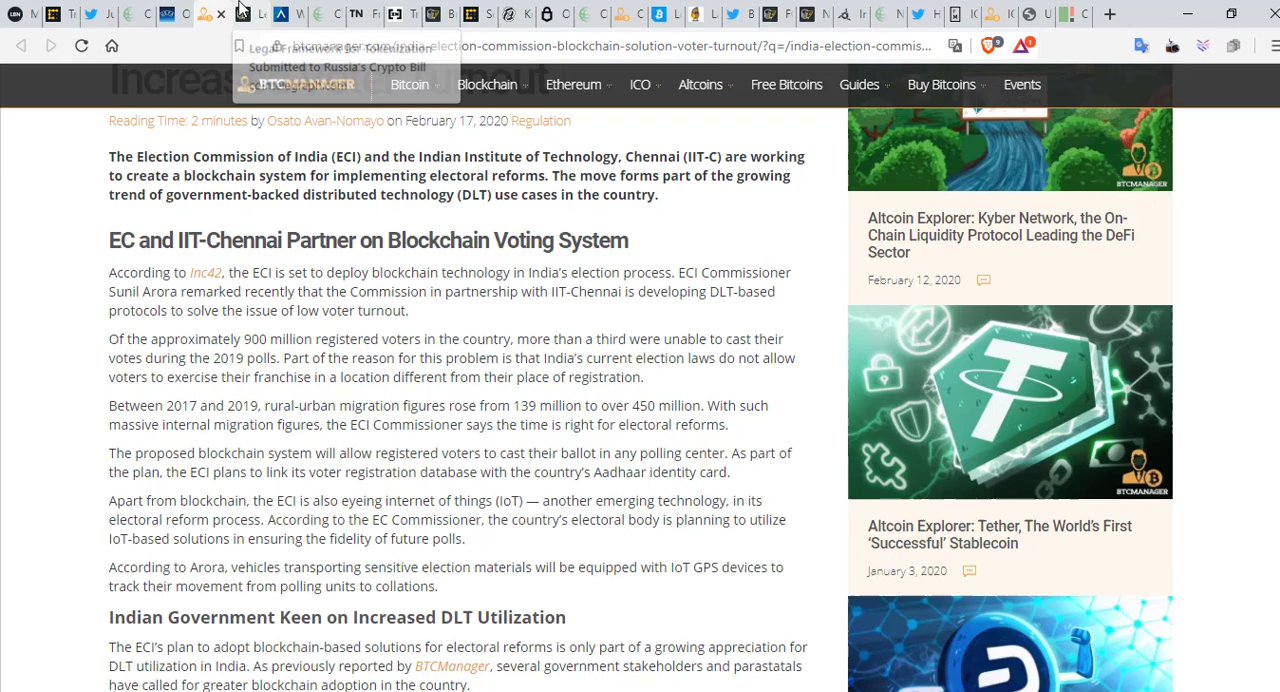 Legal Framework for Tokenization
Submitted to Russia's Crypto Bill
btcmanager.com/india-election-commission-blockchain-solution-voter-turnout/?q=/india-election-commis...
9
1
BTCMANAGER
Bitcoin
Blockchain
Ethereum
ICO
Altcoins
Free Bitcoins
Guides
Buy Bitcoins
Events
Reading Time: 2 minutes by Osato Avan-Nomayo on February 17, 2020 Regulation
The Election Commission of India (ECI) and the Indian Institute of Technology, Chennai (IIT-C) are working
to create a blockchain system for implementing electoral reforms. The move forms part of the growing
trend of government-backed distributed technology (DLT) use cases in the country.
EC and IIT-Chennai Partner on Blockchain Voting System
According to Inc42, the ECI is set to deploy blockchain technology in India's election process. ECI Commissioner
Sunil Arora remarked recently that the Commission in partnership with IIT-Chennai is developing DLT-based
protocols to solve the issue of low voter turnout.
Of the approximately 900 million registered voters in the country, more than a third were unable to cast their
votes during the 2019 polls. Part of the reason for this problem is that India's current election laws do not allow
voters to exercise their franchise in a location different from their place of registration.
Between 2017 and 2019, rural-urban migration figures rose from 139 million to over 450 million. With such
massive internal migration figures, the ECI Commissioner says the time is right for electoral reforms.
The proposed blockchain system will allow registered voters to cast their ballot in any polling center. As part of
the plan, the ECI plans to link its voter registration database with the country's Aadhaar identity card.
Apart from blockchain, the ECI is also eyeing internet of things (IoT) — another emerging technology, in its
electoral reform process. According to the EC Commissioner, the country's electoral body is planning to utilize
IoT-based solutions in ensuring the fidelity of future polls.
According to Arora, vehicles transporting sensitive election materials will be equipped with IoT GPS devices to
track their movement from polling units to collations.
Indian Government Keen on Increased DLT Utilization
The ECI's plan to adopt blockchain-based solutions for electoral reforms is only part of a growing appreciation for
DLT utilization in India. As previously reported by BTCManager, several government stakeholders and parastatals
have called for greater blockchain adoption in the country.
BTCMANAGER
Altcoin Explorer: Kyber Network, the On-
Chain Liquidity Protocol Leading the DeFi
Sector
February 12, 2020
BTCMANAGER
Altcoin Explorer: Tether, The World's First
'Successful' Stablecoin
January 3, 2020